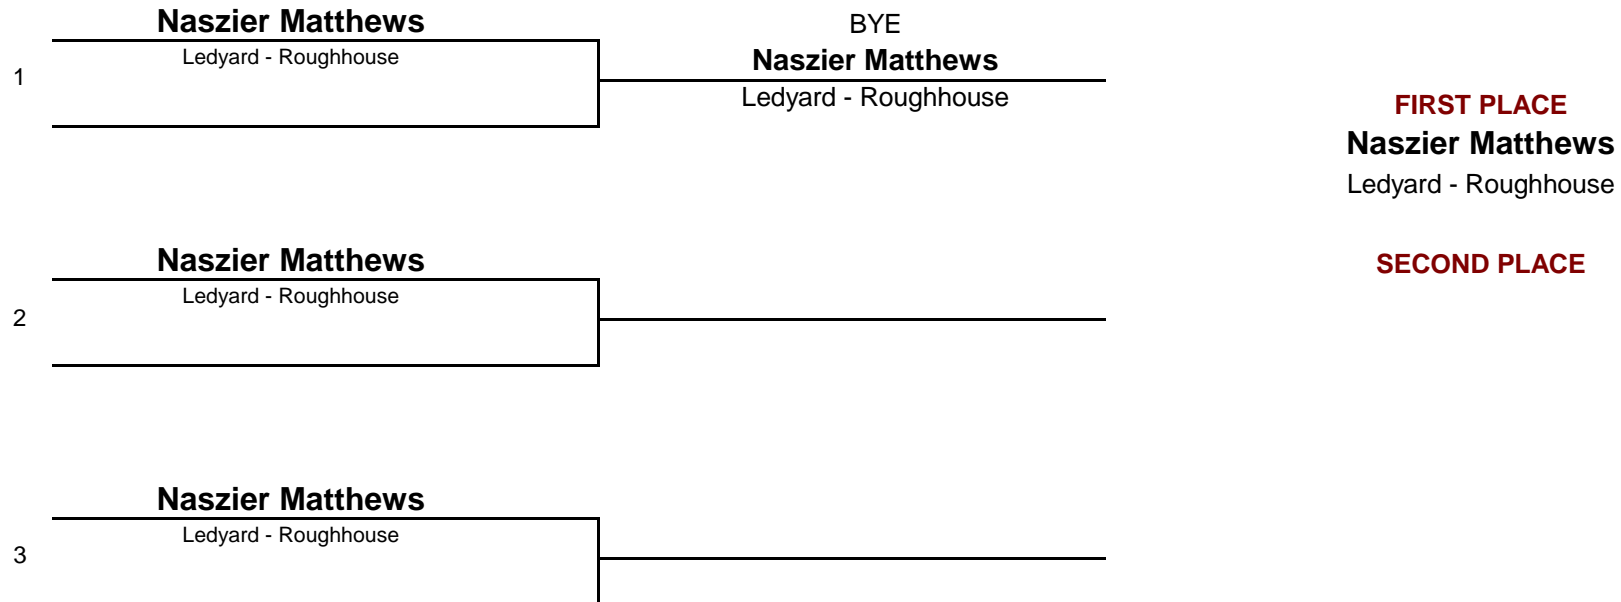 Naszier Matthews
Ledyard - Roughhouse
1
BYE
Naszier Matthews
Ledyard - Roughhouse
FIRST PLACE
Naszier Matthews
Ledyard - Roughhouse
SECOND PLACE
Naszier Matthews
Ledyard - Roughhouse
2
Naszier Matthews
Ledyard - Roughhouse
3